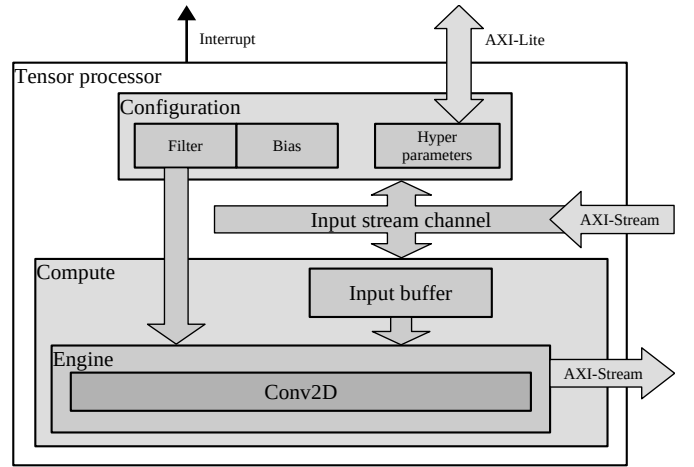 Interrupt
AXI-Lite
Tensor processor
Configuration
Filter
Bias
Hyper
parameters
Input stream channel
AXI-Stream
Compute
Input buffer
Engine
AXI-Stream
Conv2D